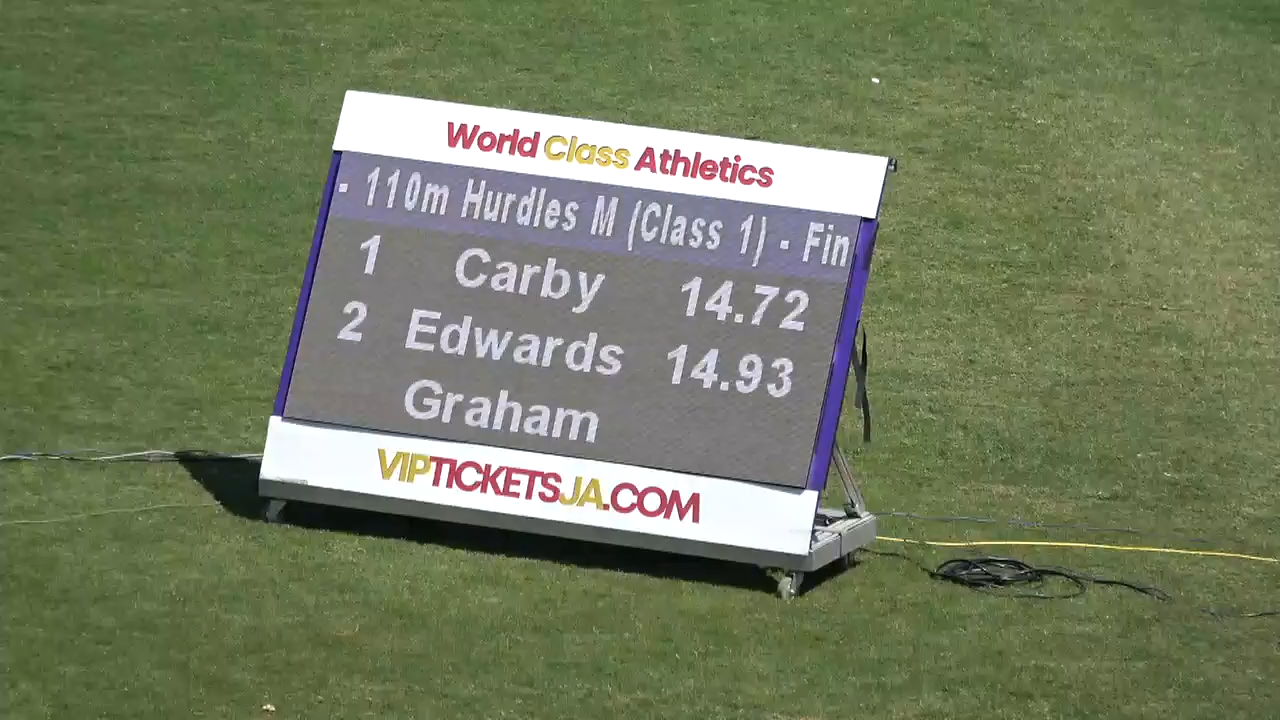 World Class Athletics
- 110m Hurdles M (Class 1) - Fin
1 Carby 14.72
2 Edwards 14.93
Graham
VIPTICKETSJA.COM